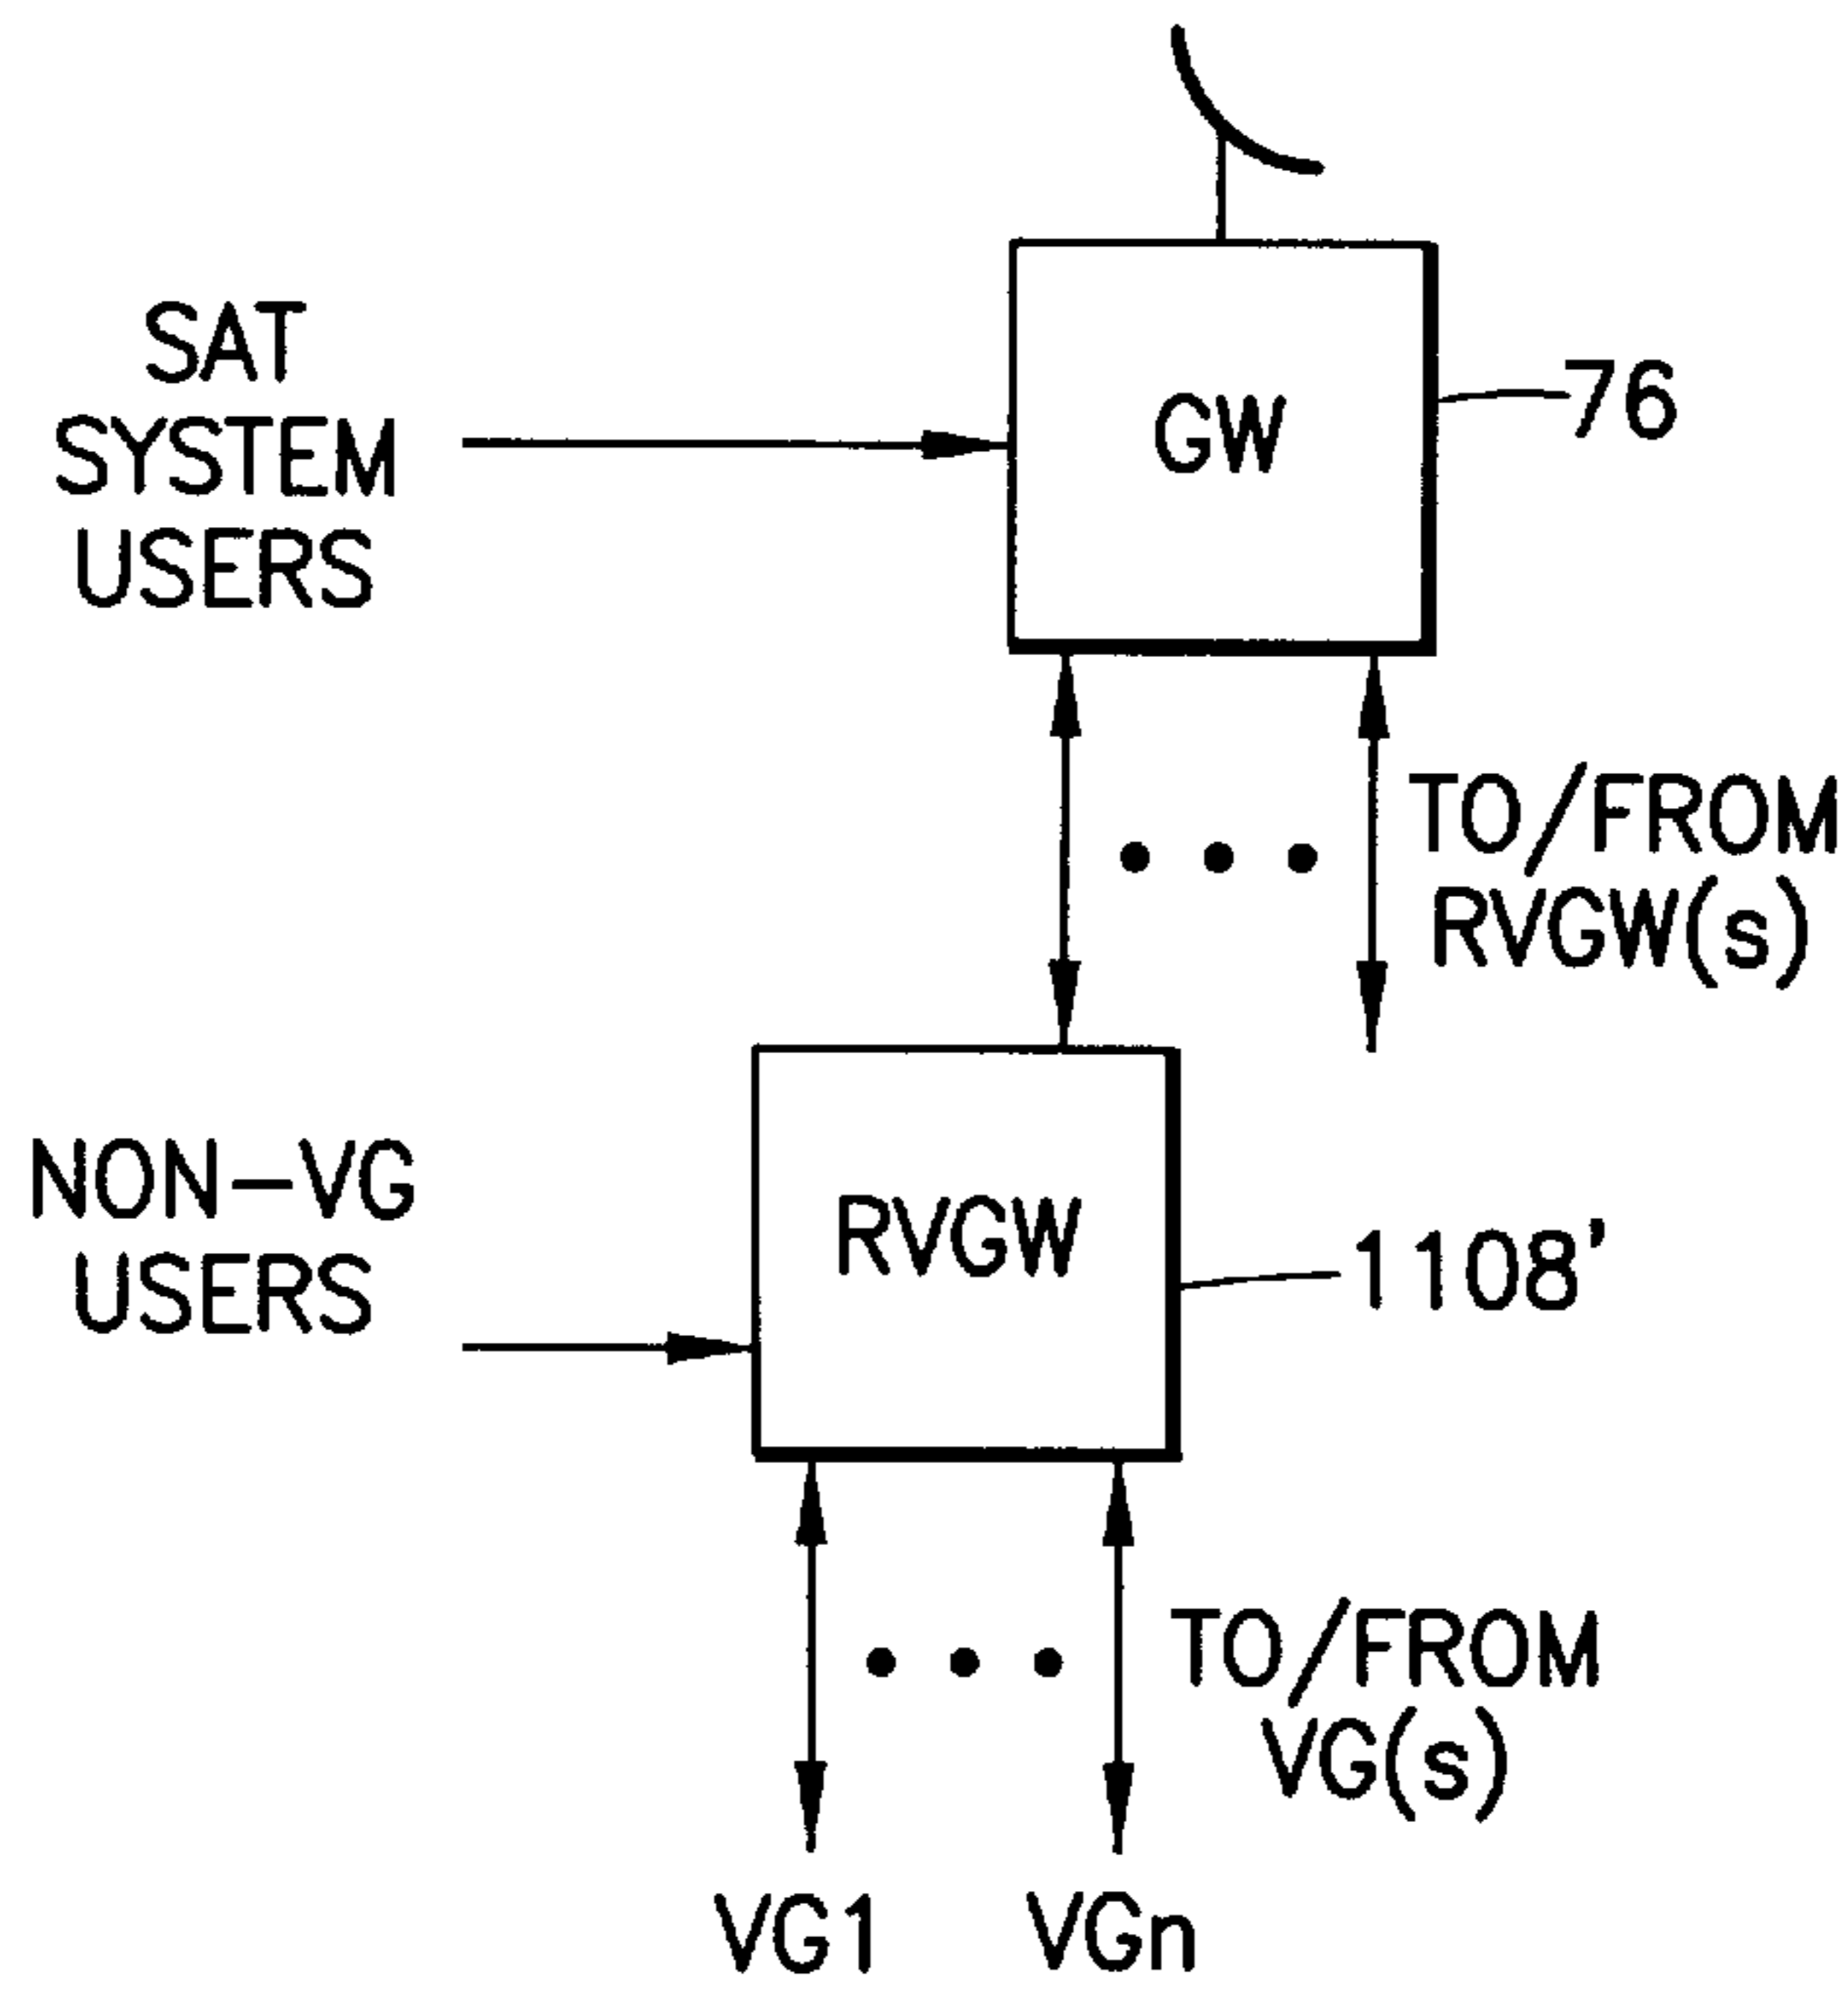 SAT
SYSTEM
USERS
GW
76
TO/FROM
RVGW(s)
NON-VG
USERS
RVGW
1108'
TO/FROM
VG(s)
VG1
VGn